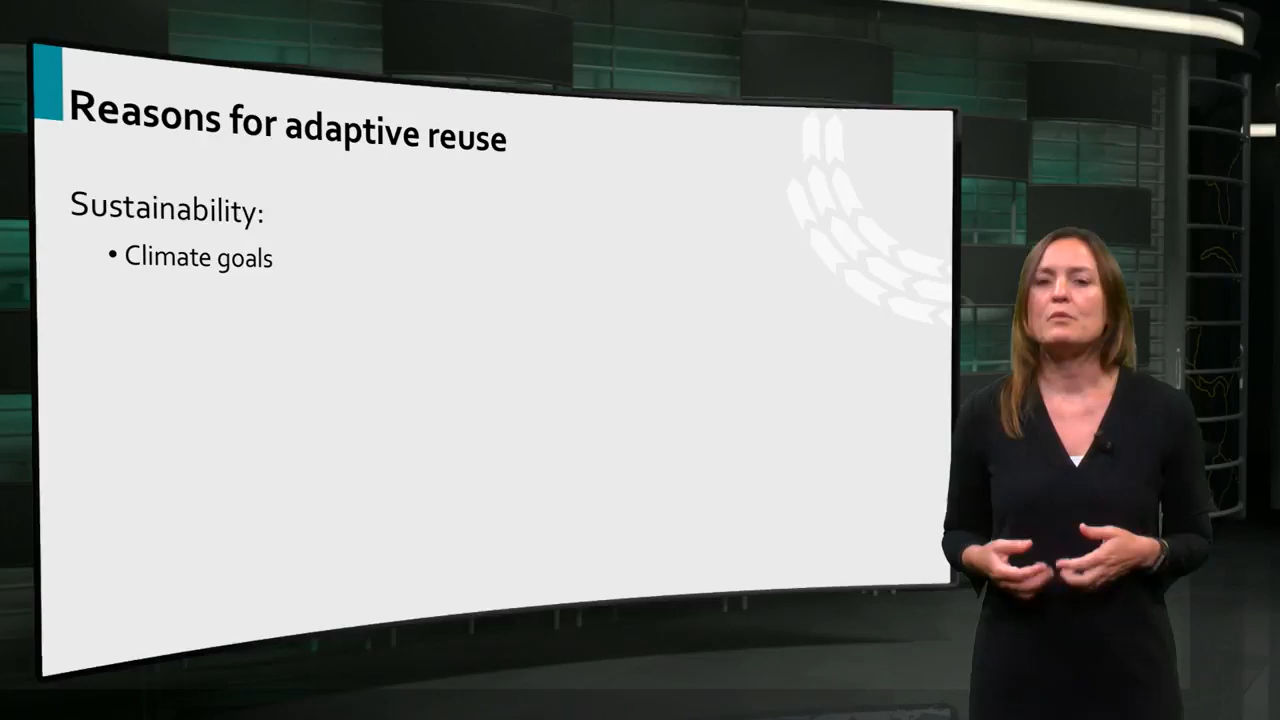 Reasons for adaptive reuse
Sustainability:
• Climate goals